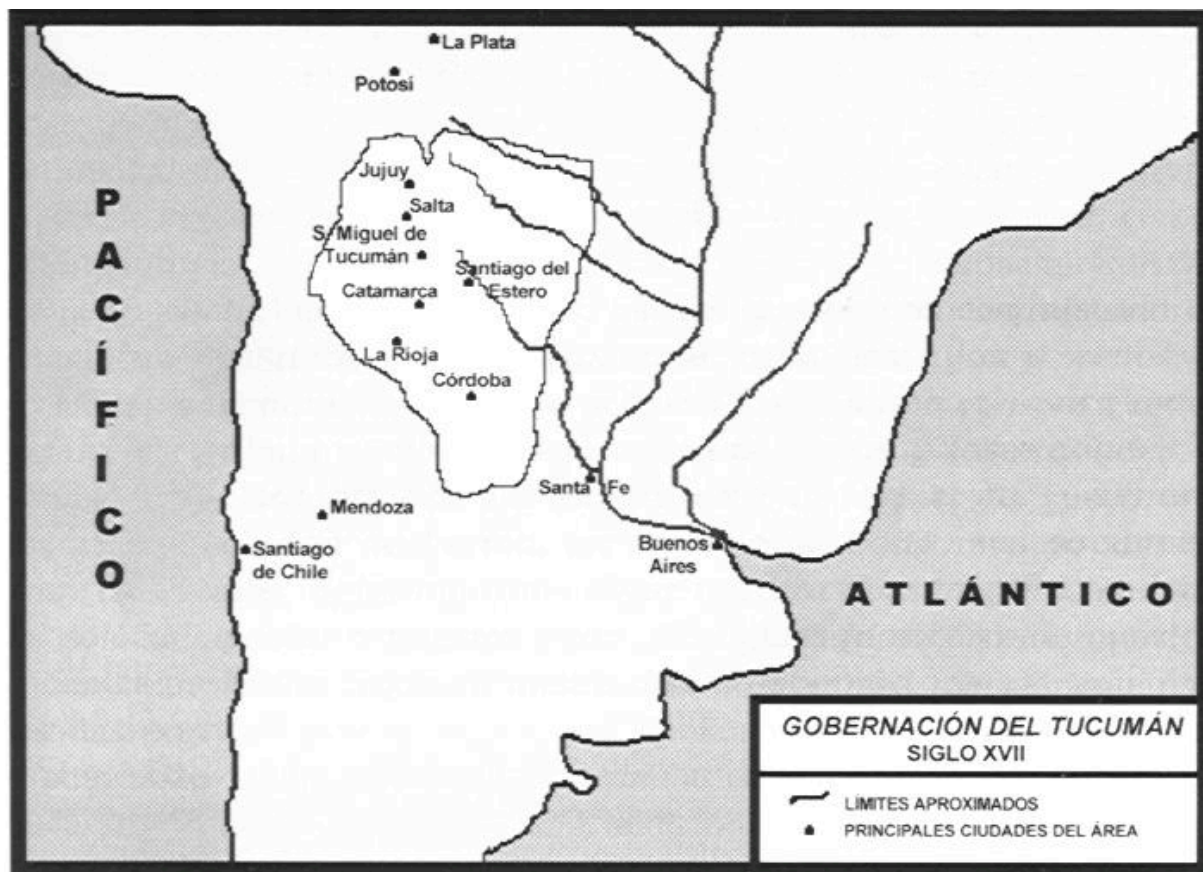 La Plata
Potosí
Jujuy
Salta
S. Miguel de
Tucumán
Santiago del
Estero
Catamarca
La Rioja
Córdoba
Santa Fe
Mendoza
Santiago
de Chile
Buenos
Aires
PACÍFICO
ATLÁNTICO
GOBERNACIÓN DEL TUCUMÁN
SIGLO XVII
LÍMITES APROXIMADOS
PRINCIPALES CIUDADES DEL ÁREA